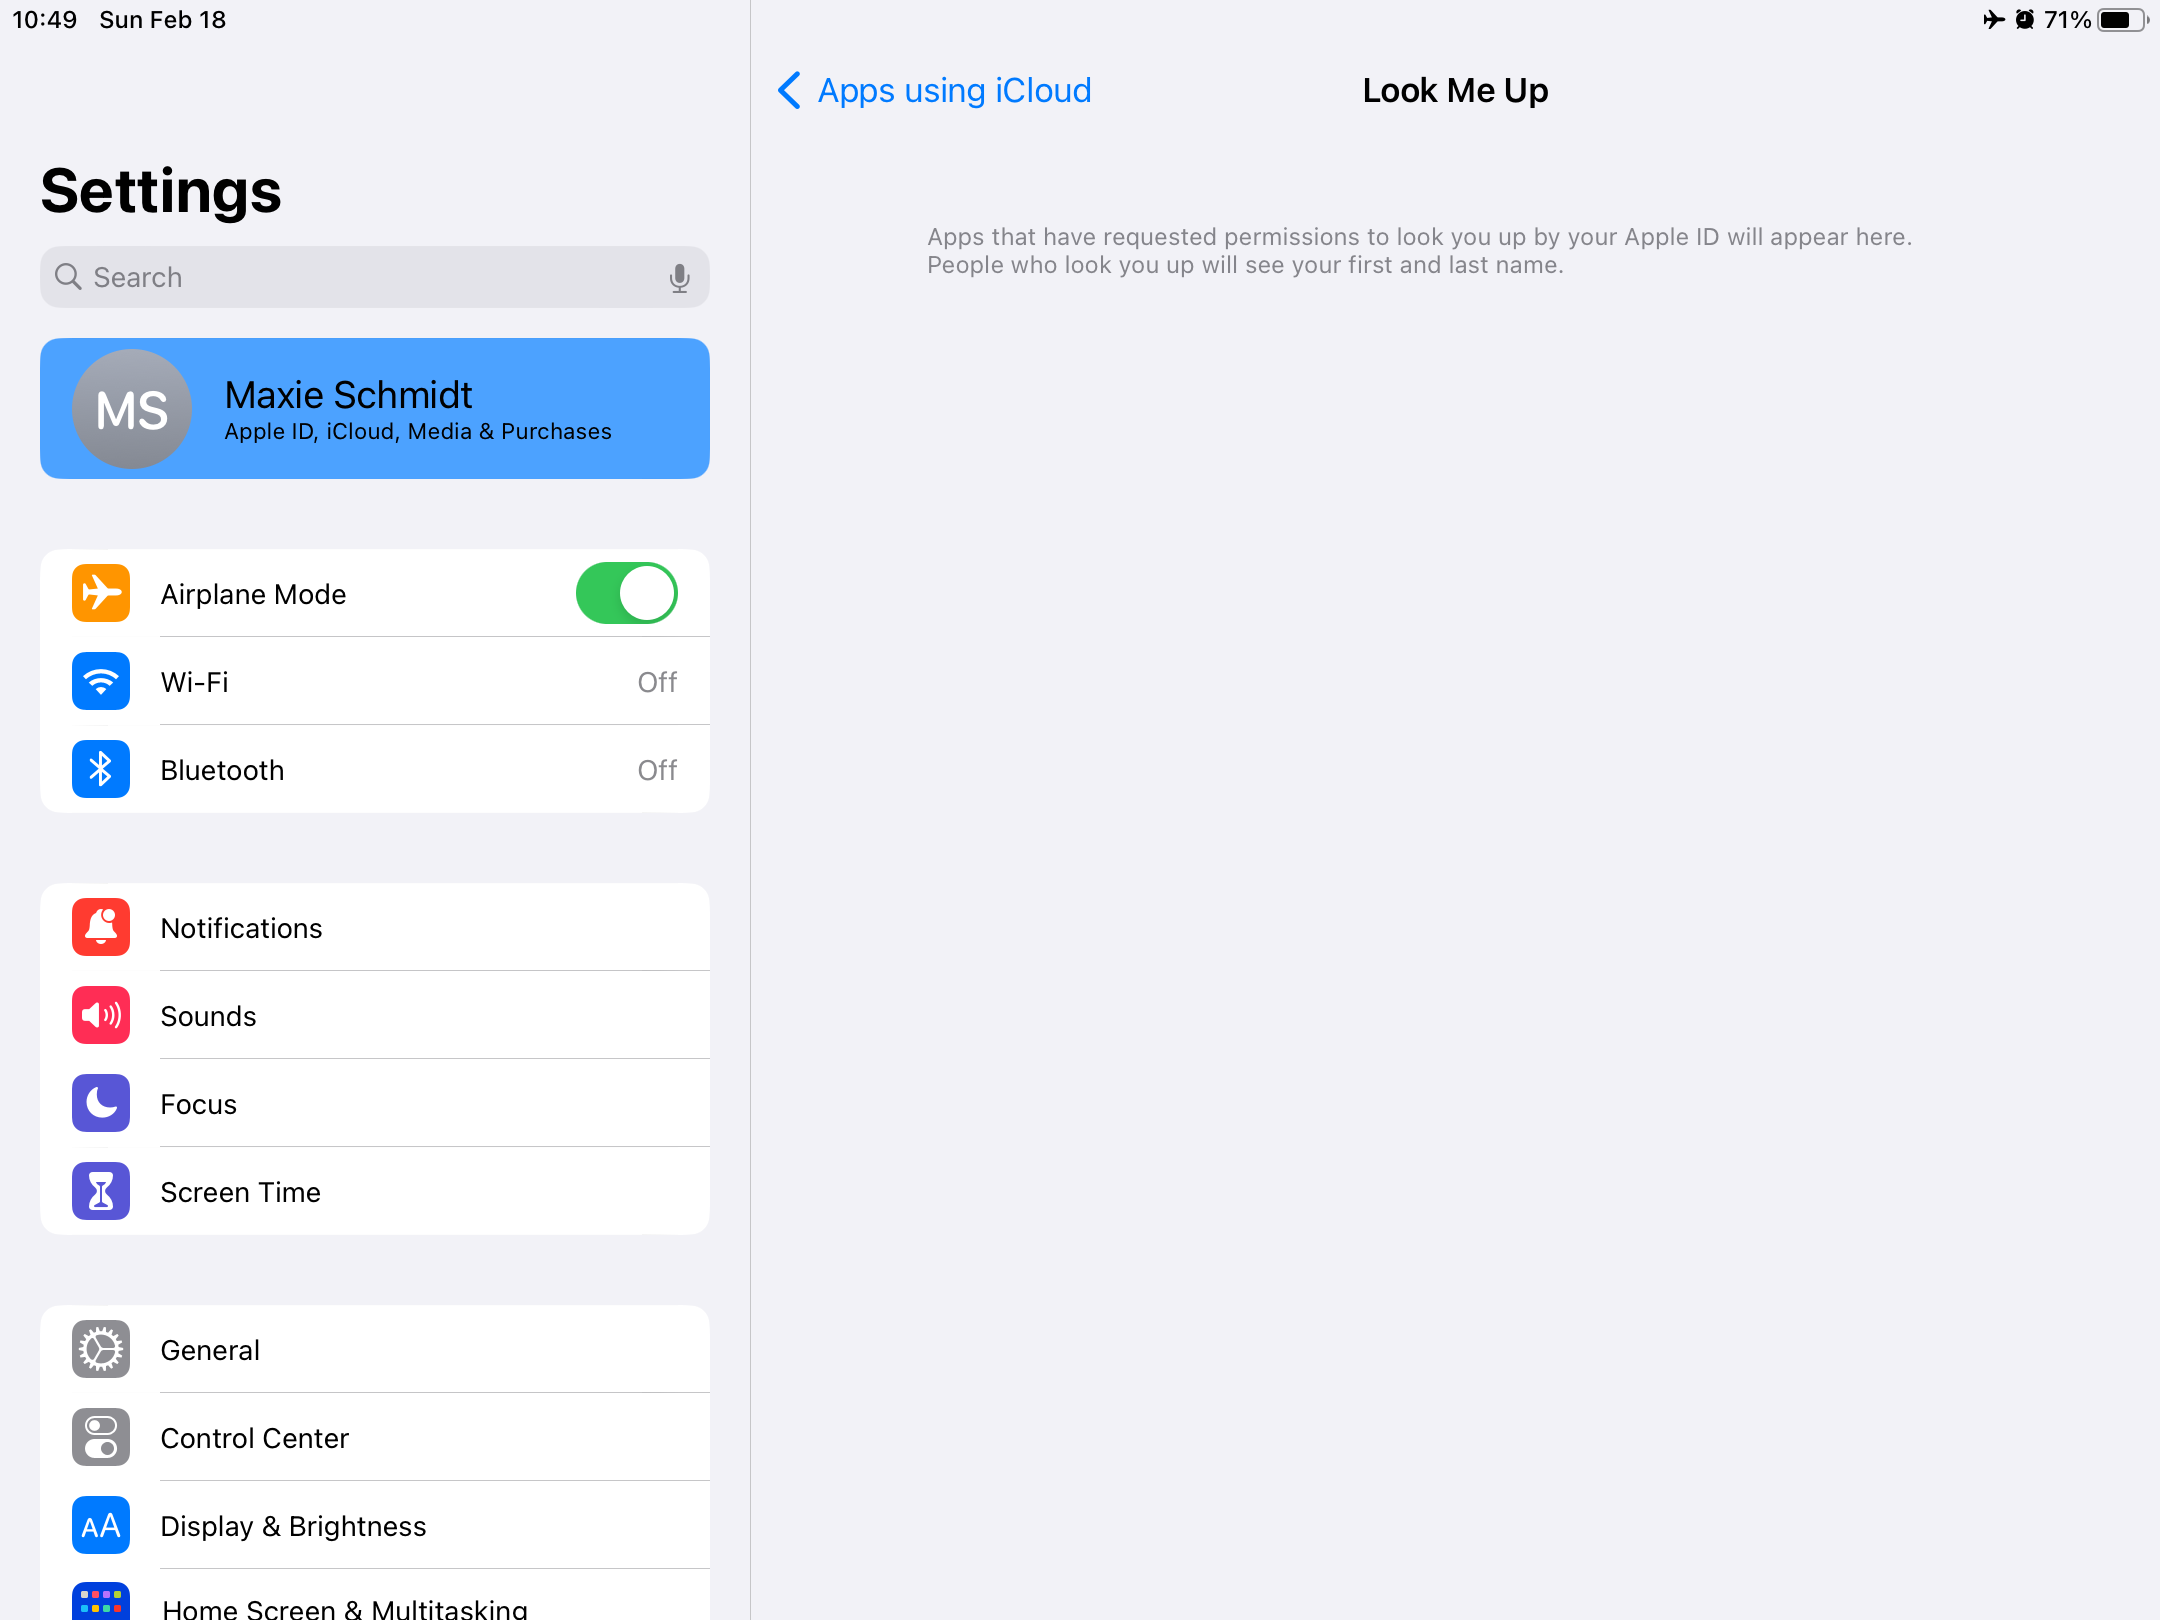 10:49 Sun Feb 18
71%
Settings
Search
MS
Maxie Schmidt
Apple ID, iCloud, Media & Purchases
Airplane Mode
Wi-Fi Off
Bluetooth Off
Notifications
Sounds
Focus
Screen Time
General
Control Center
AA
Display & Brightness
Home Screen & Multitasking
Apps using iCloud
Look Me Up
Apps that have requested permissions to look you up by your Apple ID will appear here.
People who look you up will see your first and last name.